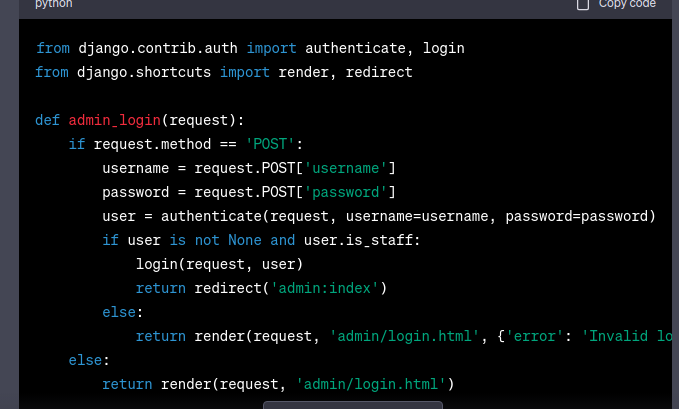 python Copy code
from django.contrib.auth import authenticate, login
from django.shortcuts import render, redirect
def admin_login(request):
    if request.method == 'POST':
        username = request.POST['username']
        password = request.POST['password']
        user = authenticate(request, username=username, password=password)
        if user is not None and user.is_staff:
            login(request, user)
            return redirect('admin:index')
        else:
            return render(request, 'admin/login.html', {'error': 'Invalid lo
    else:
        return render(request, 'admin/login.html')